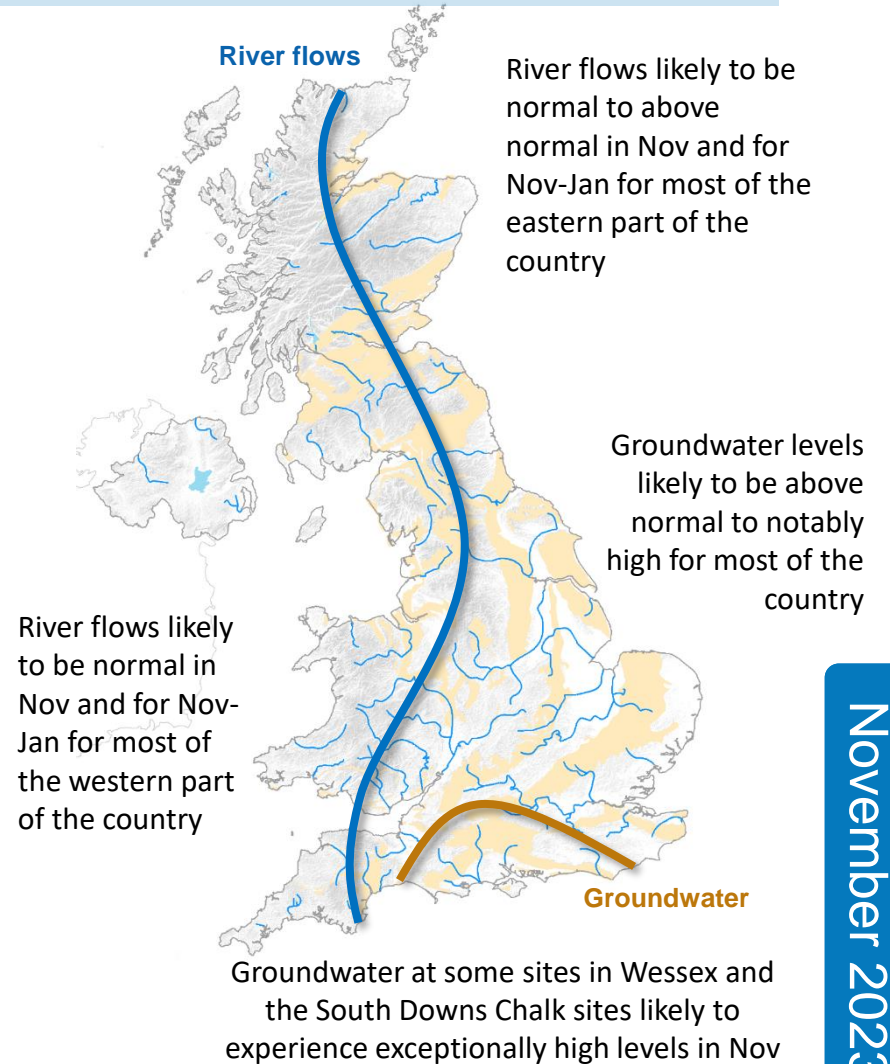 River flows
River flows likely to be
normal to above
normal in Nov and for
Nov-Jan for most of the
eastern part of the
country
Groundwater levels
likely to be above
normal to notably
high for most of the
country
River flows likely
to be normal in
Nov and for Nov-
Jan for most of
the western part
of the country
Groundwater
Groundwater at some sites in Wessex and
the South Downs Chalk sites likely to
experience exceptionally high levels in Nov
November 2023